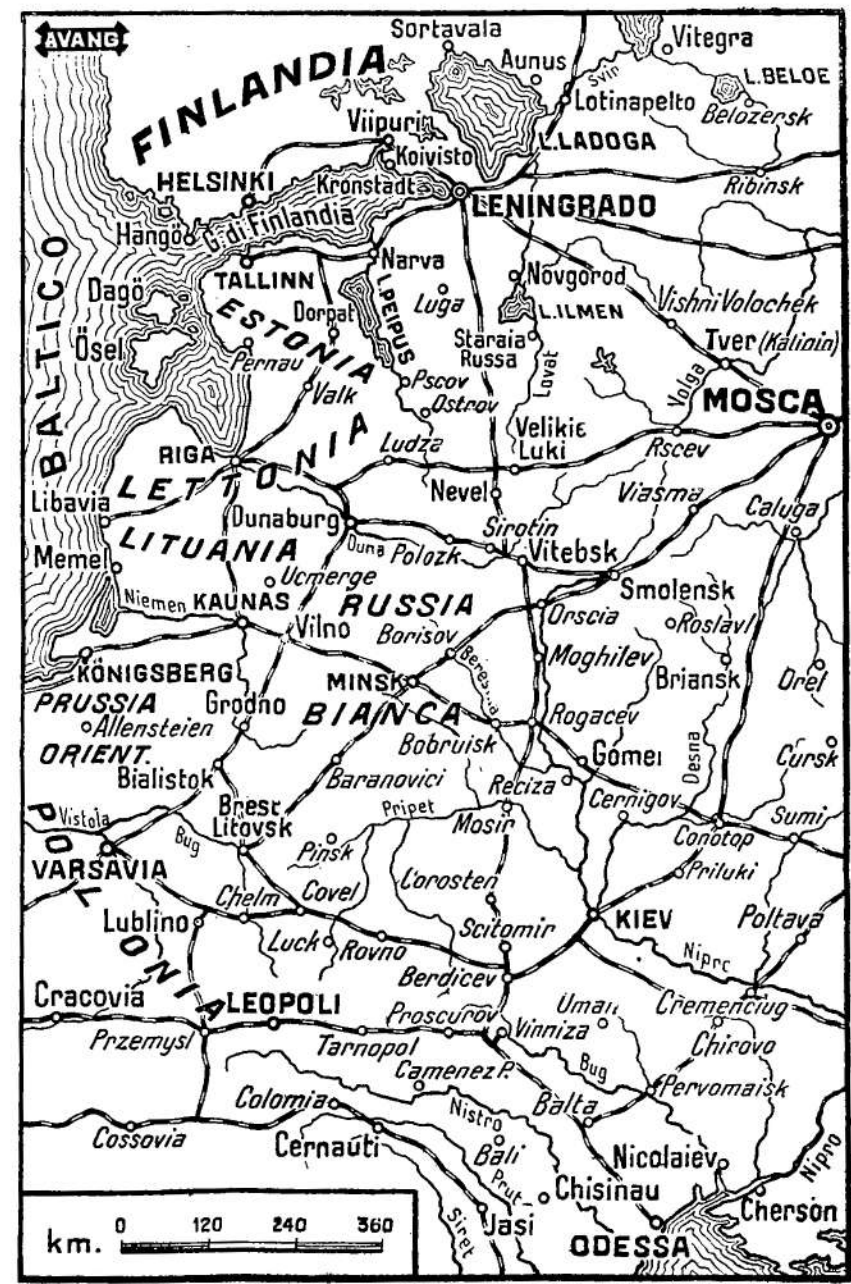 AVANG
Sortavala
Vitegra
FINLANDIA
Aunus
Svir
L.BELOE
Lotinapelto
Belozersk
Viipuri
L.LADOGA
Koivisto
HELSINKI
Kronstadt
Ribinsk
LENINGRADO
G. di Finlandia
Hangö
BALTICO
TALLINN
Narva
Novgorod
Dagö
L.PEIPUS
Luga
L.ILMEN
Vishni Volochek
Dorpat
ESTONIA
Ösel
Staraia
Russa
Tver (Kalinin)
Pernau
Lovat
Volga
Valk
Pscov
Ostrov
MOSCA
RIGA
LETTONIA
Ludza
Velikie
Luki
Rscev
Libavia
Nevel
Viasma
Caluga
Dunaburg
Sirotin
LITUANIA
Duna
Polozk
Vitebsk
Memel
Ucmerge
Smolensk
Niemen
KAUNAS
RUSSIA
Orscia
Roslavl
Vilno
Borisov
Moghilev
KÖNIGSBERG
MINSK
Briansk
Orel
PRUSSIA
Grodno
BIANCA
Rogacev
Allensteien
Bobruisk
ORIENT.
Gomel
Desna
Cursk
Bialistok
Baranovici
Reciza
Cernigov
Vistola
Brest
Litovsk
Pripet
Mosir
Sumi
Bug
Pinsk
Conotop
VARSAVIA
POLONIA
Priluki
Chelm
Covel
Corosten
Lublino
KIEV
Poltava
Luck
Rovno
Scitomir
Nipro
Berdicev
Cracovia
LEOPOLI
Cremenciug
Przemysl
Tarnopol
Proscurov
Vinniza
Uman
Chirovo
Camenez P.
Bug
Pervomaisk
Colomia
Nistro
Balta
Cossovia
Cernáuti
Bali
Nicolaiev
Nipro
Prut
Chisinau
Cherson
Siret
Jasi
ODESSA
km. 0 120 240 360